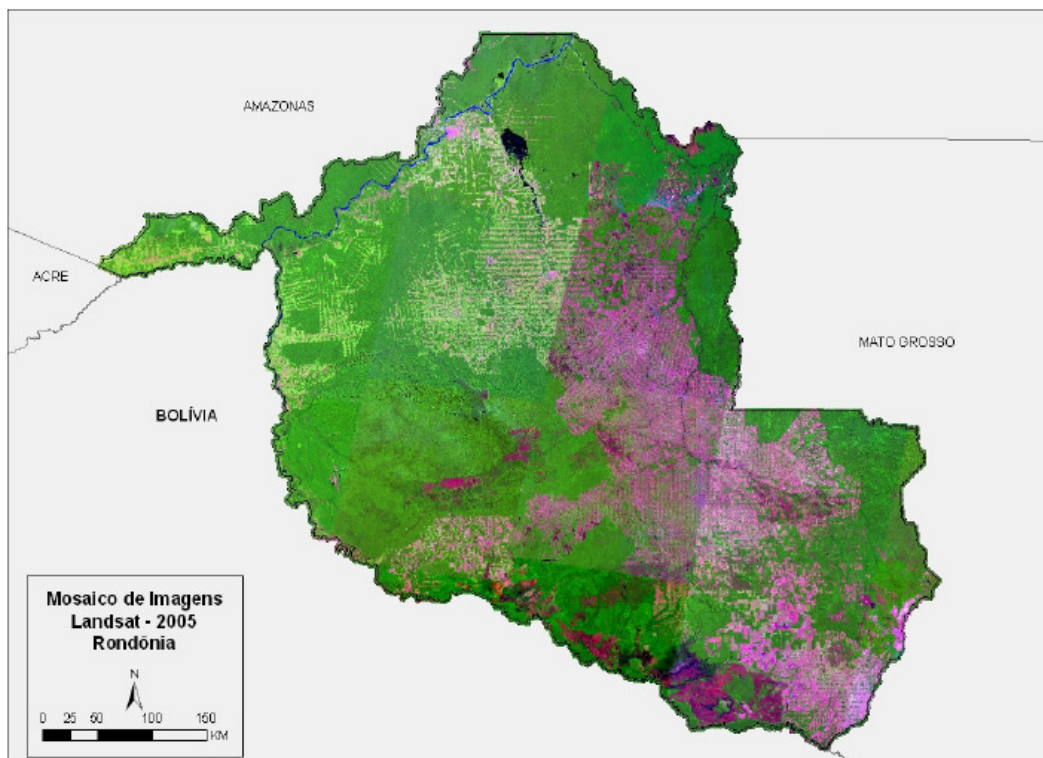 AMAZONAS
ACRE
MATO GROSSO
BOLÍVIA
Mosaico de Imagens
Landsat - 2005
Rondônia
N
0 25 50 100 150
KM